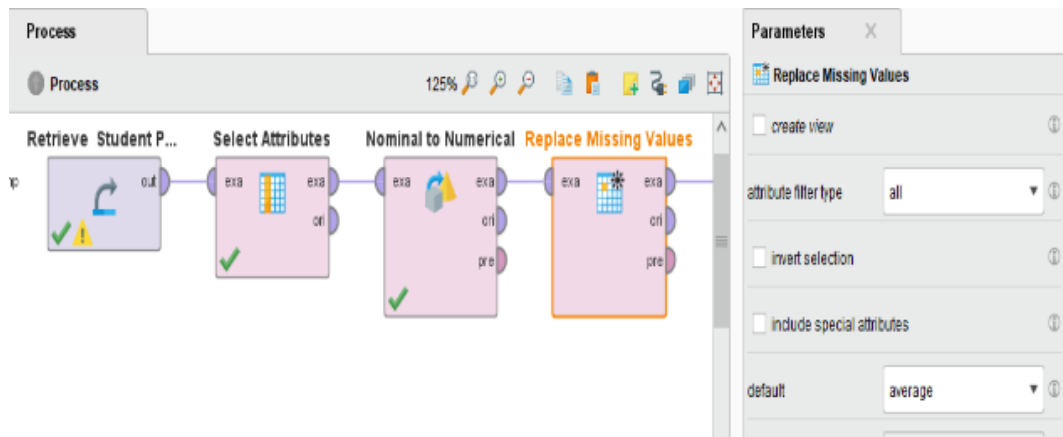 Process
Parameters
Process
125%
Replace Missing Values
create view
Retrieve Student P...
Select Attributes
Nominal to Numerical
Replace Missing Values
out
exa
exa
ori
exa
exa
ori
pre
exa
exa
ori
pre
attribute filter type
all
invert selection
include special attributes
default
average